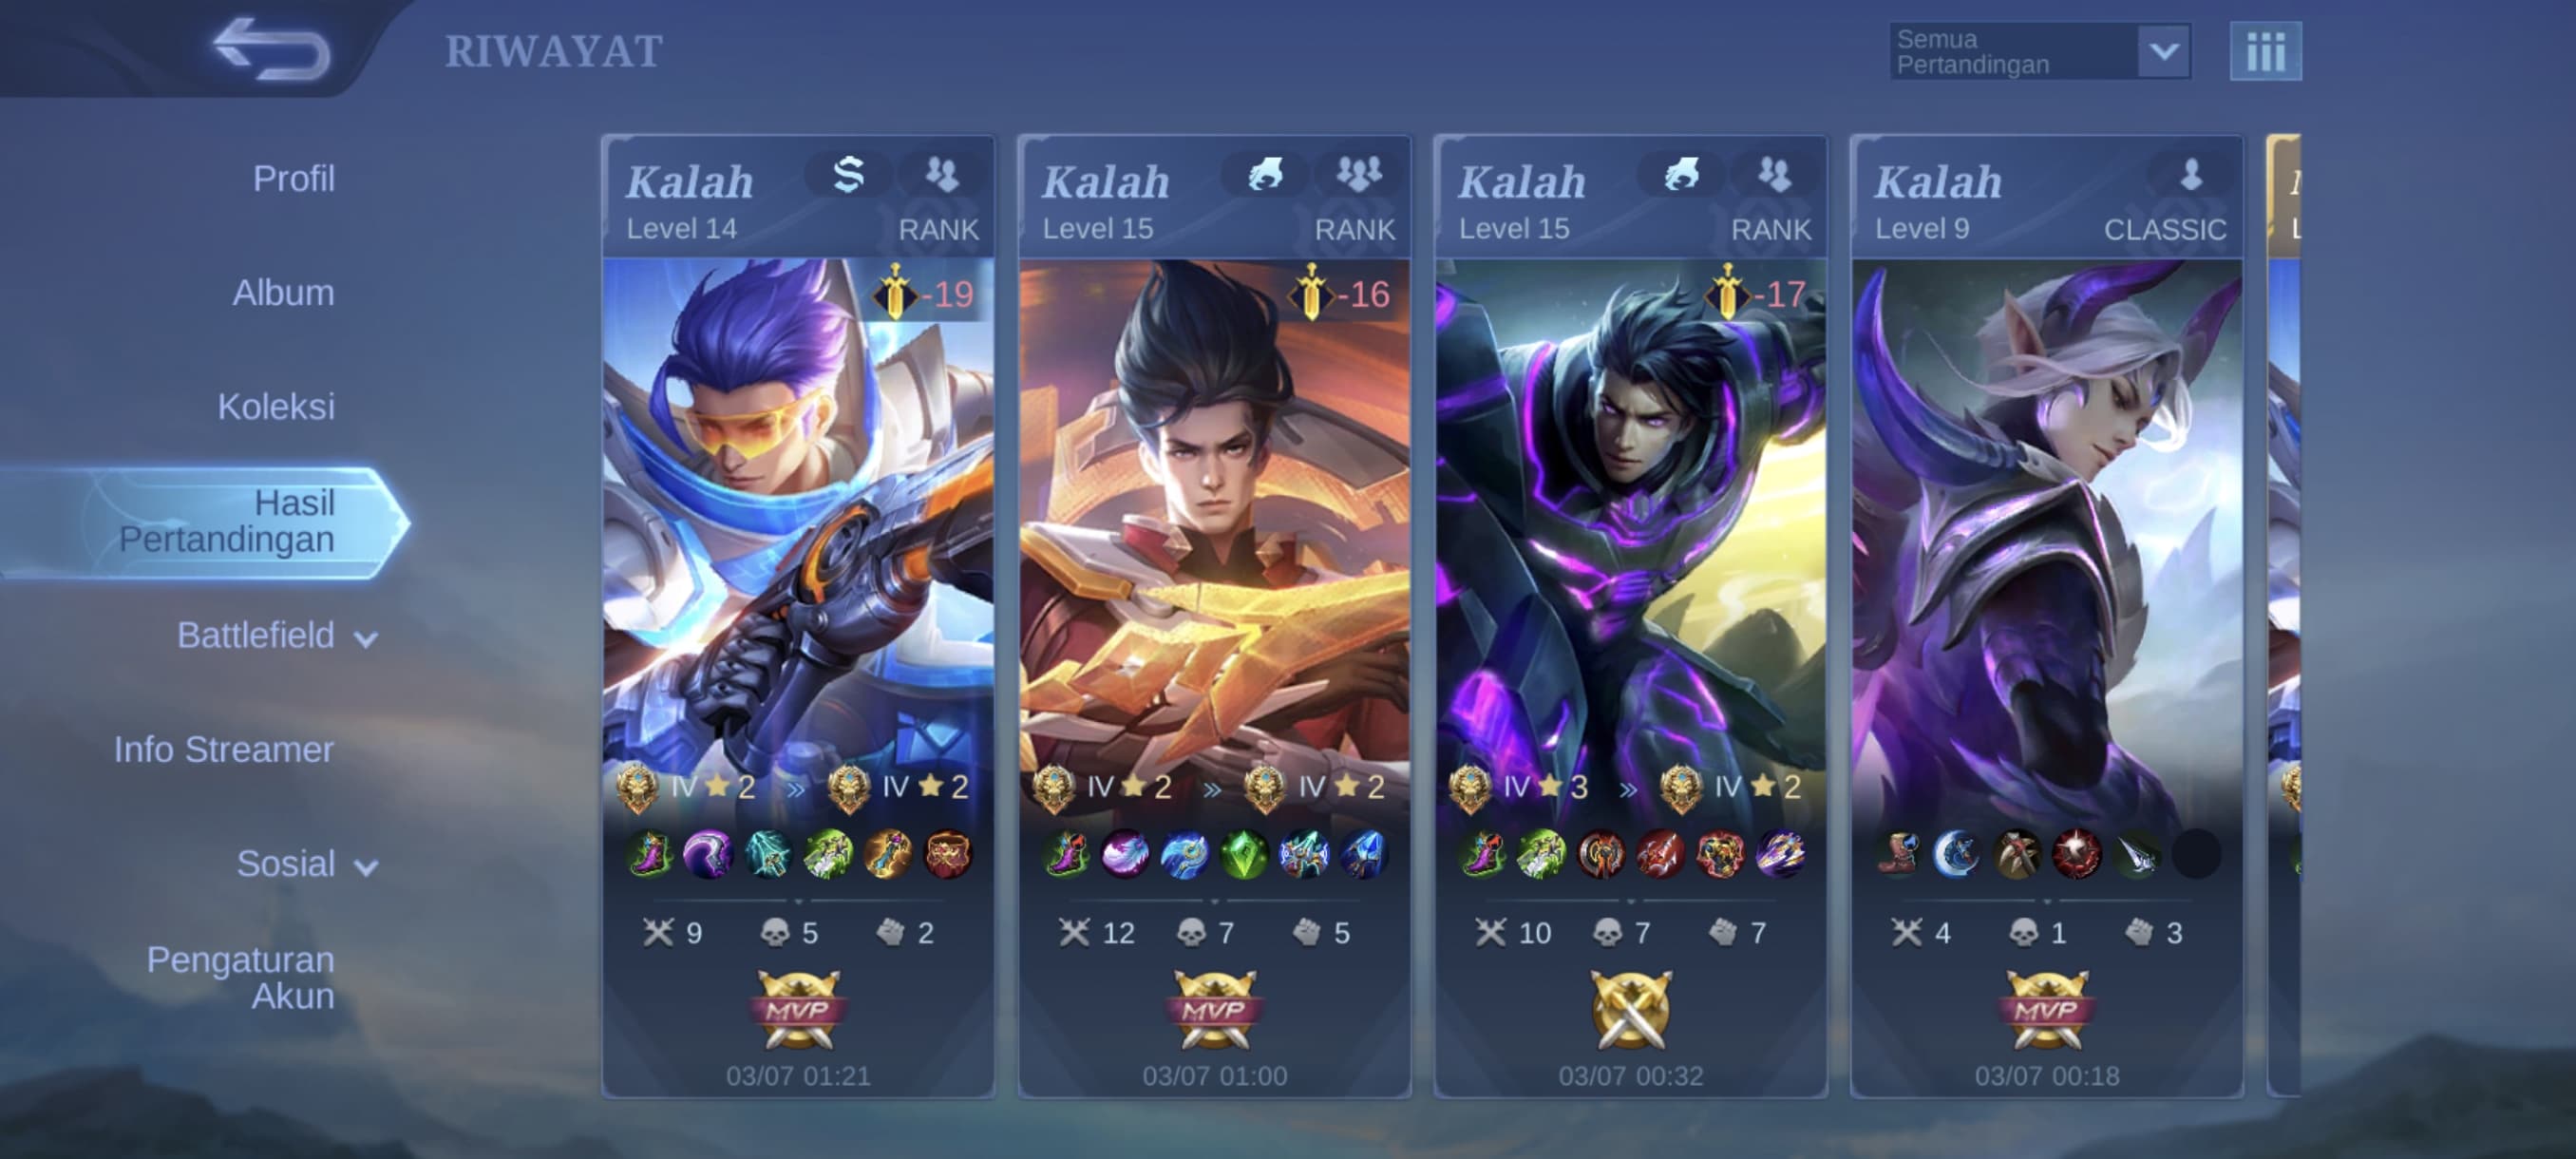 RIWAYAT
Semua
Pertandingan
Profil
Album
Koleksi
Hasil
Pertandingan
Battlefield
Info Streamer
Sosial
Pengaturan
Akun
Kalah
Level 14
RANK
-19
IV 2 » IV 2
9 5 2
MVP
03/07 01:21
Kalah
Level 15
RANK
-16
IV 2 » IV 2
12 7 5
MVP
03/07 01:00
Kalah
Level 15
RANK
-17
IV 3 » IV 2
10 7 7
03/07 00:32
Kalah
Level 9
CLASSIC
4 1 3
MVP
03/07 00:18